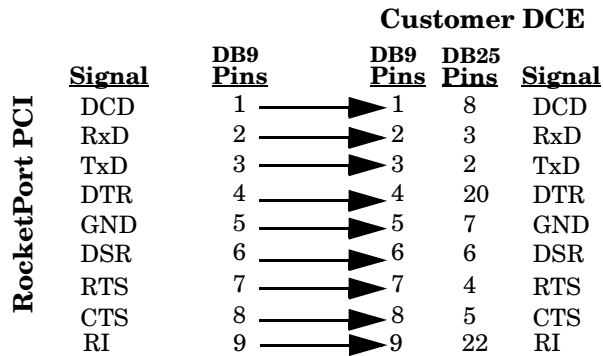 Customer DCE
DB9 DB9 DB25
Signal Pins Pins Pins Signal
RocketPort PCI
DCD 1 1 8 DCD
RxD 2 2 3 RxD
TxD 3 3 2 TxD
DTR 4 4 20 DTR
GND 5 5 7 GND
DSR 6 6 6 DSR
RTS 7 7 4 RTS
CTS 8 8 5 CTS
RI 9 9 22 RI